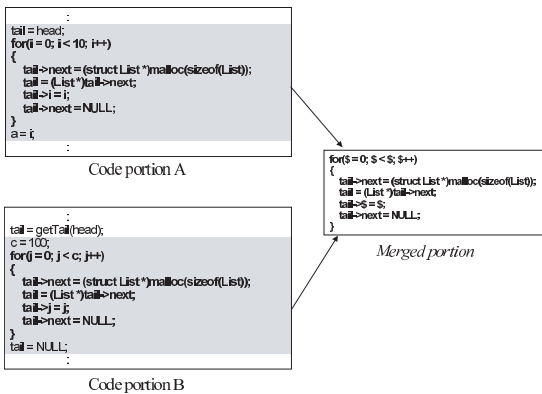 :
tail = head;
for(i = 0; i < 10; i++)
{
tail->next = (struct List *)malloc(sizeof(List));
tail = (List *)tail->next;
tail->i = i;
tail->next = NULL;
}
a = i;
:
Code portion A
for($ = 0; $ < $; $++)
{
tail->next = (struct List *)malloc(sizeof(List));
tail = (List *)tail->next;
tail->$ = $;
tail->next = NULL;
}
Merged portion
:
tail = getTail(head);
c = 100;
for(j = 0; j < c; j++)
{
tail->next = (struct List *)malloc(sizeof(List));
tail = (List *)tail->next;
tail->j = j;
tail->next = NULL;
}
tail = NULL;
:
Code portion B